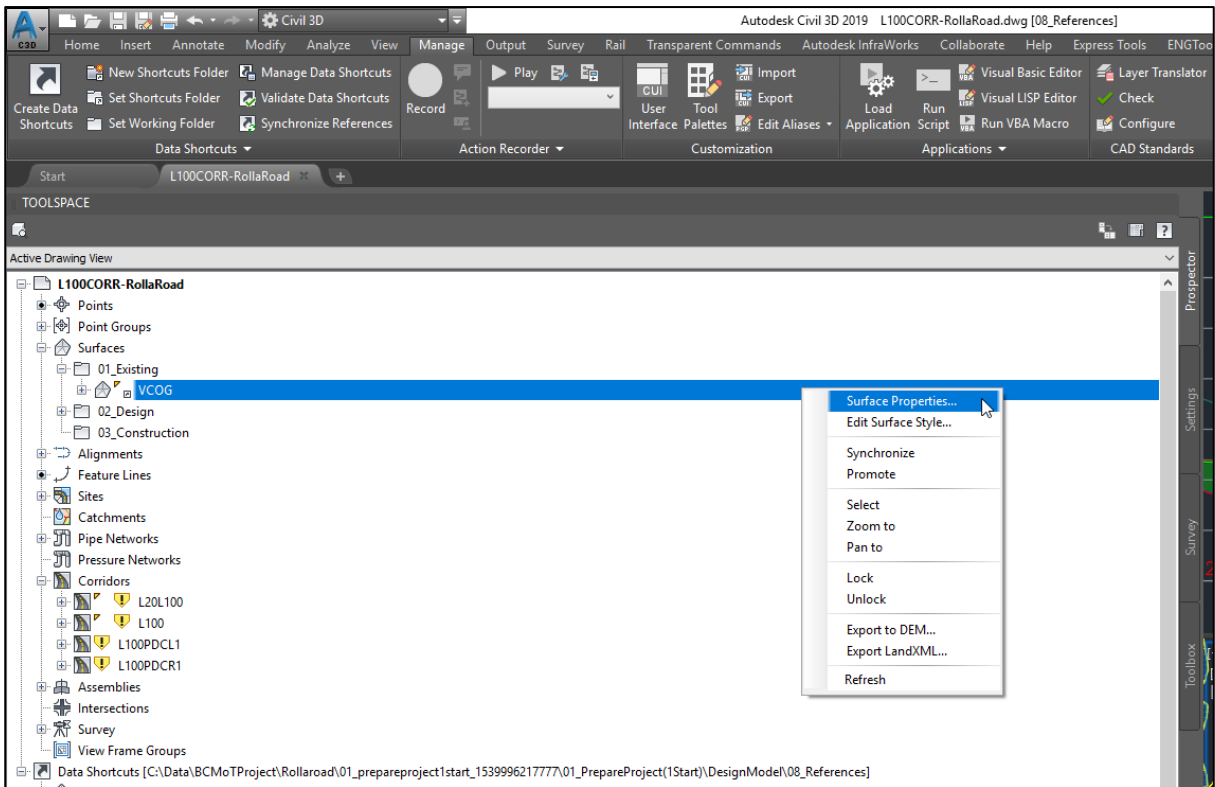 C3D
Civil 3D
Autodesk Civil 3D 2019 L100CORR-RollaRoad.dwg [08_References]
Home Insert Annotate Modify Analyze View Manage Output Survey Rail Transparent Commands Autodesk InfraWorks Collaborate Help Express Tools ENGToo
New Shortcuts Folder Manage Data Shortcuts Play Import Visual Basic Editor Layer Translator
Create Data Shortcuts Set Shortcuts Folder Validate Data Shortcuts Record CUI User Interface Tool Palettes Export Load Application Run Script Visual LISP Editor Check
Set Working Folder Synchronize References Edit Aliases Run VBA Macro Configure
Data Shortcuts Action Recorder Customization Applications CAD Standards
Start L100CORR-RollaRoad
TOOLSPACE
Active Drawing View
L100CORR-RollaRoad
Points
Point Groups
Surfaces
01_Existing
VCOG
02_Design
03_Construction
Alignments
Feature Lines
Sites
Catchments
Pipe Networks
Pressure Networks
Corridors
L20L100
L100
L100PDCL1
L100PDCR1
Assemblies
Intersections
Survey
View Frame Groups
Data Shortcuts [C:\Data\BCMoTProject\Rollaroad\01_prepareproject1start_1539996217777\01_PrepareProject(1Start)\DesignModel\08_References]
Surface Properties...
Edit Surface Style...
Synchronize
Promote
Select
Zoom to
Pan to
Lock
Unlock
Export to DEM...
Export LandXML...
Refresh
Prospector
Settings
Survey
Toolbox